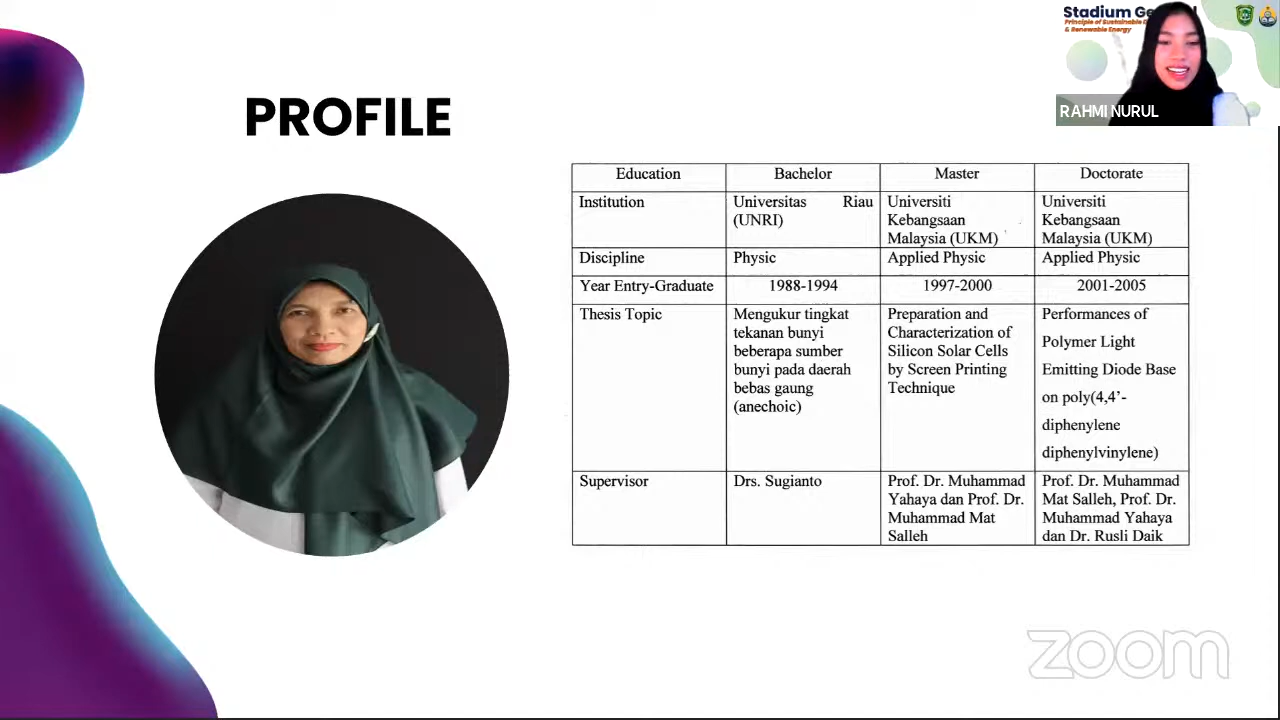 Stadium Ge
Principle of Sustainable
& Renewable Energy
RAHMI NURUL
PROFILE
Education Bachelor Master Doctorate
Institution Universitas Riau (UNRI) Universiti Kebangsaan Malaysia (UKM) Universiti Kebangsaan Malaysia (UKM)
Discipline Physic Applied Physic Applied Physic
Year Entry-Graduate 1988-1994 1997-2000 2001-2005
Thesis Topic
Mengukur tingkat
tekanan bunyi
beberapa sumber
bunyi pada daerah
bebas gaung
(anechoic)
Preparation and
Characterization of
Silicon Solar Cells
by Screen Printing
Technique
Performances of
Polymer Light
Emitting Diode Base
on poly(4,4’-
diphenylene
diphenylvinylene)
Supervisor
Drs. Sugianto
Prof. Dr. Muhammad
Yahaya dan Prof. Dr.
Muhammad Mat
Salleh
Prof. Dr. Muhammad
Mat Salleh, Prof. Dr.
Muhammad Yahaya
dan Dr. Rusli Daik
zoom